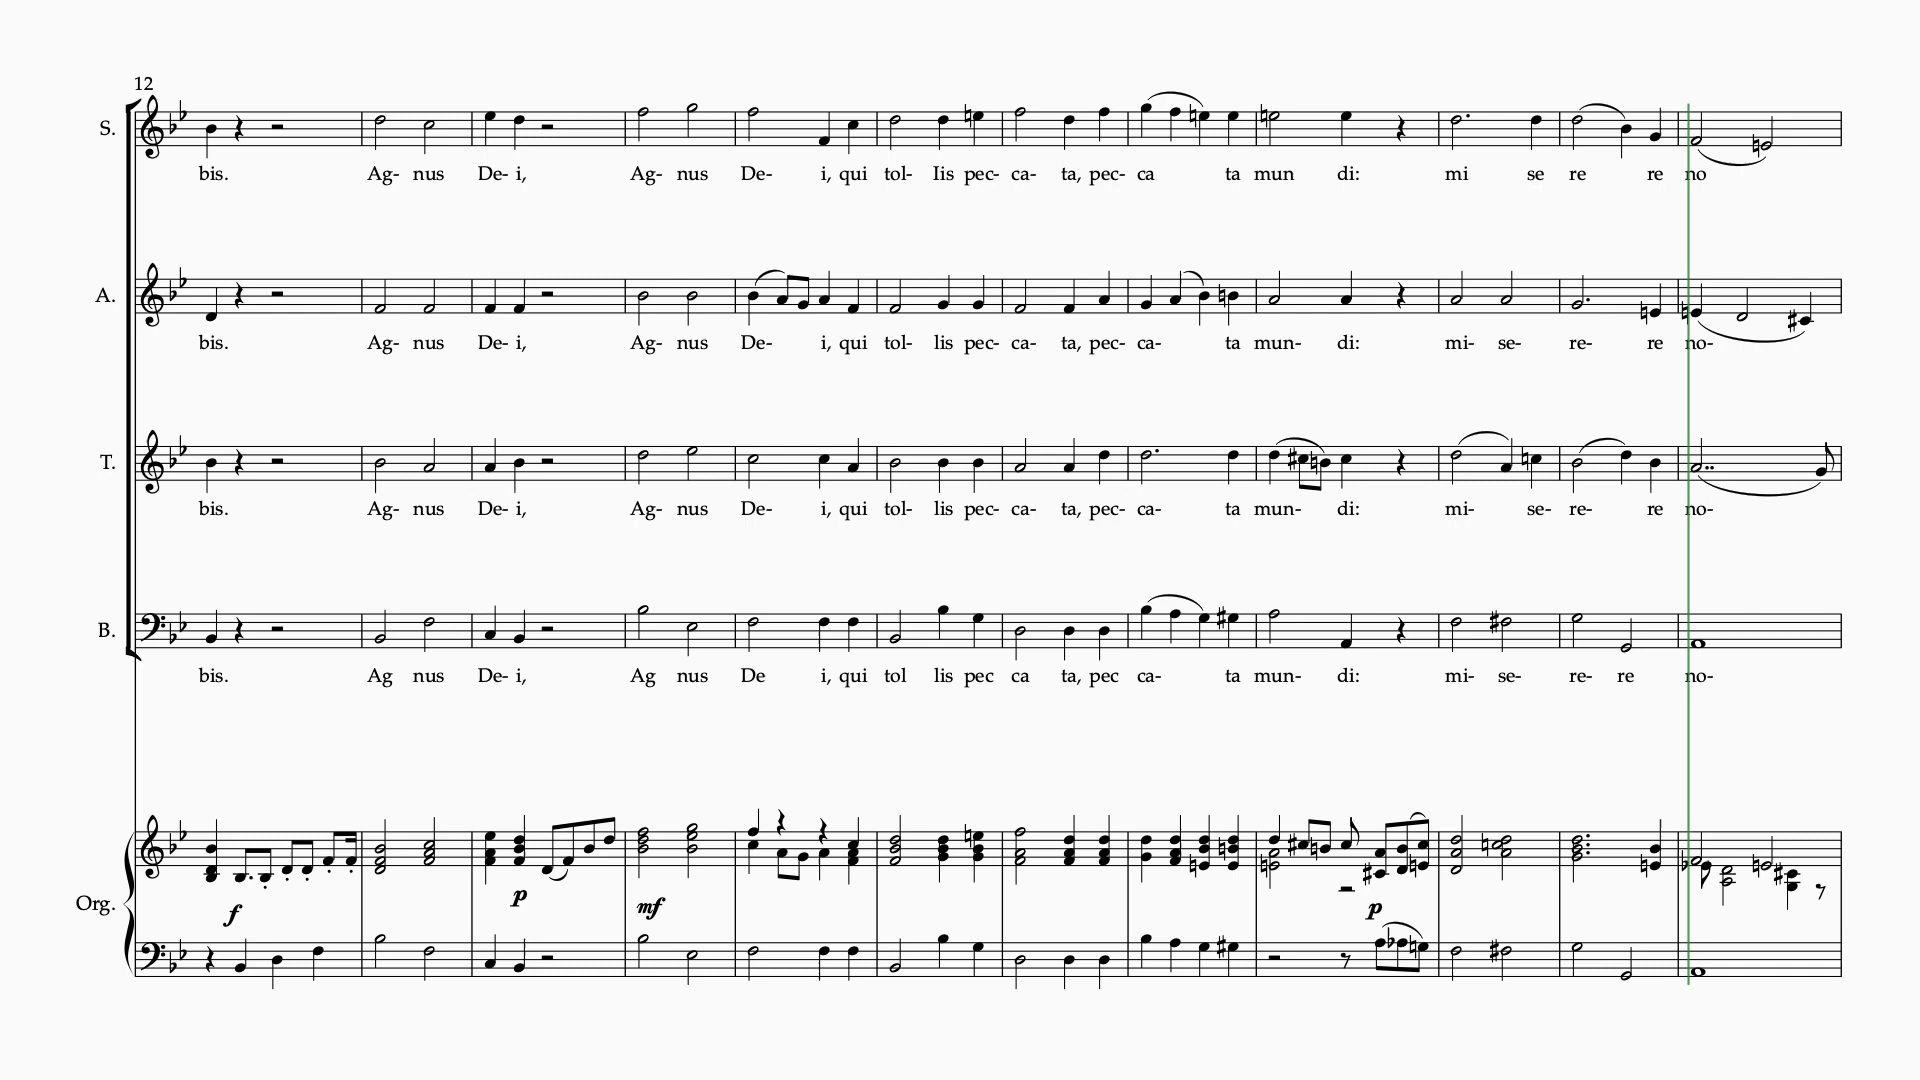 12
S.
bis. Ag- nus De- i, Ag- nus De- i, qui tol- Iis pec- ca- ta, pec- ca ta mun di: mi se re re no
A.
bis. Ag- nus De- i, Ag- nus De- i, qui tol- lis pec- ca- ta, pec- ca- ta mun- di: mi- se- re- re no-
T.
bis. Ag- nus De- i, Ag- nus De- i, qui tol- lis pec- ca- ta, pec- ca- ta mun- di: mi- se- re- re no-
B.
bis. Ag nus De- i, Ag nus De i, qui tol lis pec ca ta, pec ca- ta mun- di: mi- se- re- re no-
Org.
f p mf p